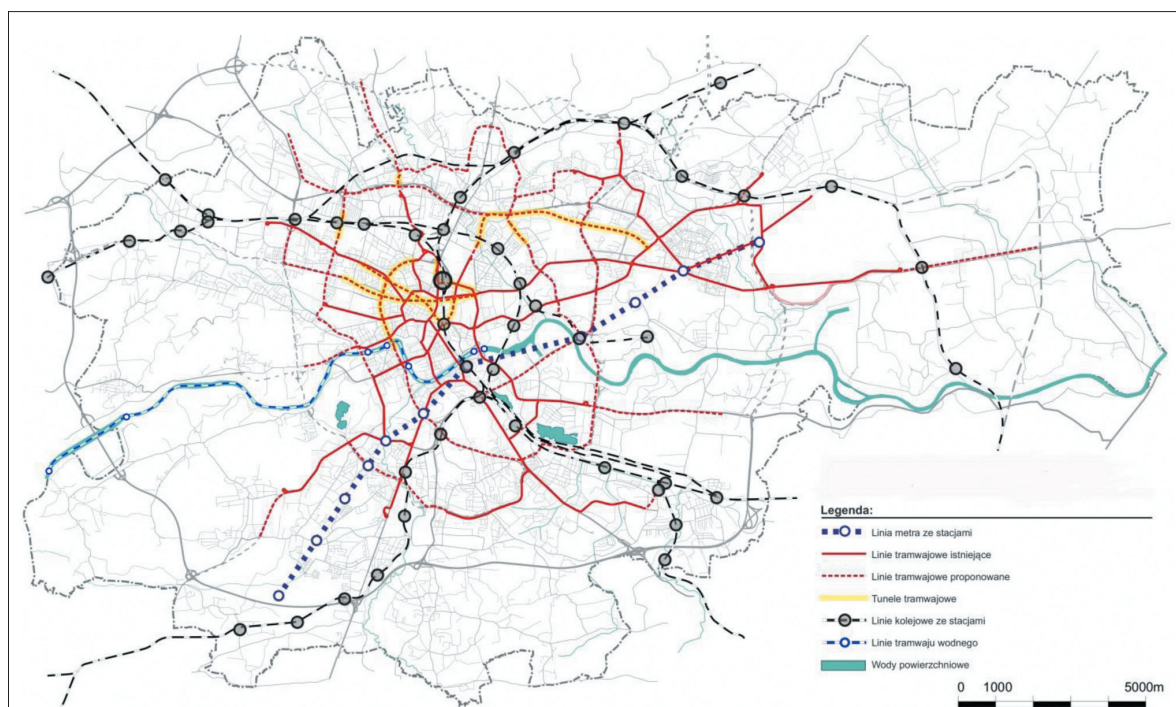 Legenda:
Linia metra ze stacjami
Linie tramwajowe istniejące
Linie tramwajowe proponowane
Tunele tramwajowe
Linie kolejowe ze stacjami
Linie tramwaju wodnego
Wody powierzchniowe
0 1000 5000m